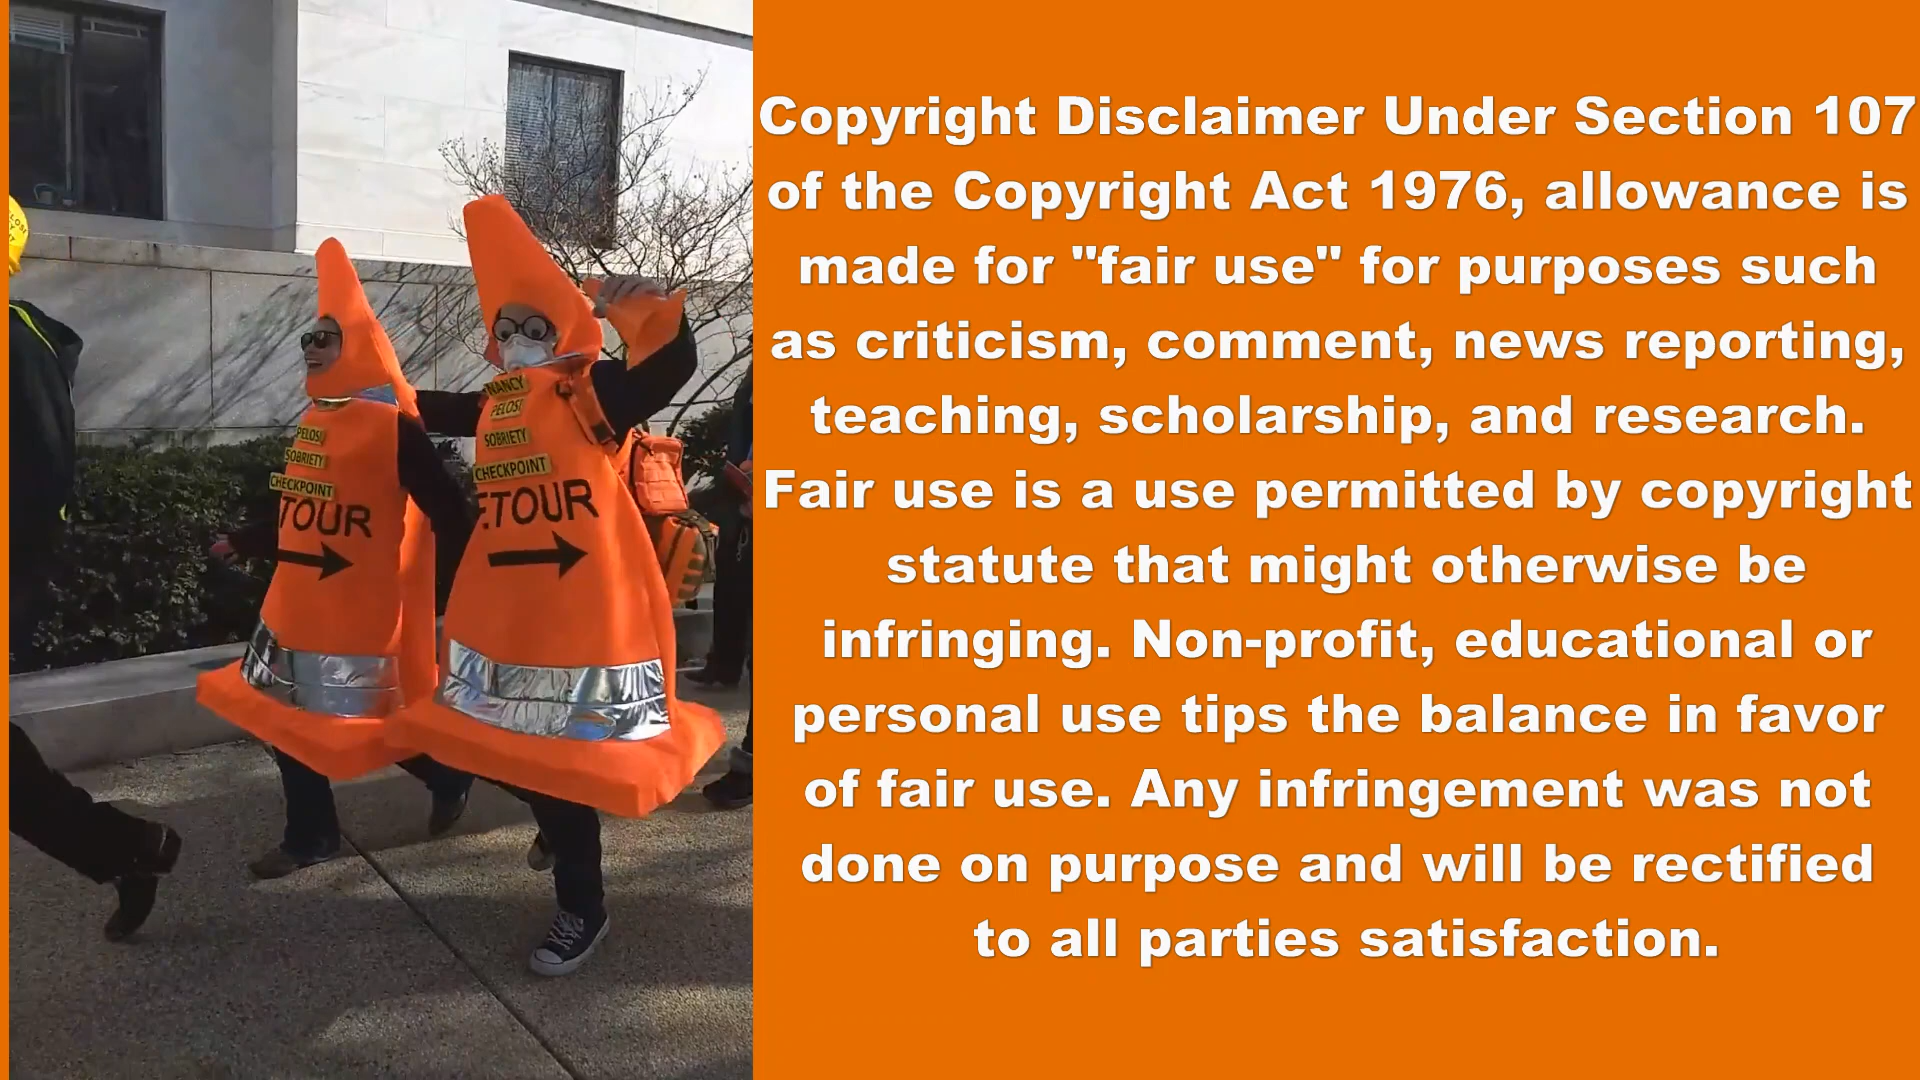 PELOSI
SOBRIETY
CHECKPOINT
TOUR
NANCY
PELOSI
SOBRIETY
CHECKPOINT
ETOUR
Copyright Disclaimer Under Section 107
of the Copyright Act 1976, allowance is
made for "fair use" for purposes such
as criticism, comment, news reporting,
teaching, scholarship, and research.
Fair use is a use permitted by copyright
statute that might otherwise be
infringing. Non-profit, educational or
personal use tips the balance in favor
of fair use. Any infringement was not
done on purpose and will be rectified
to all parties satisfaction.